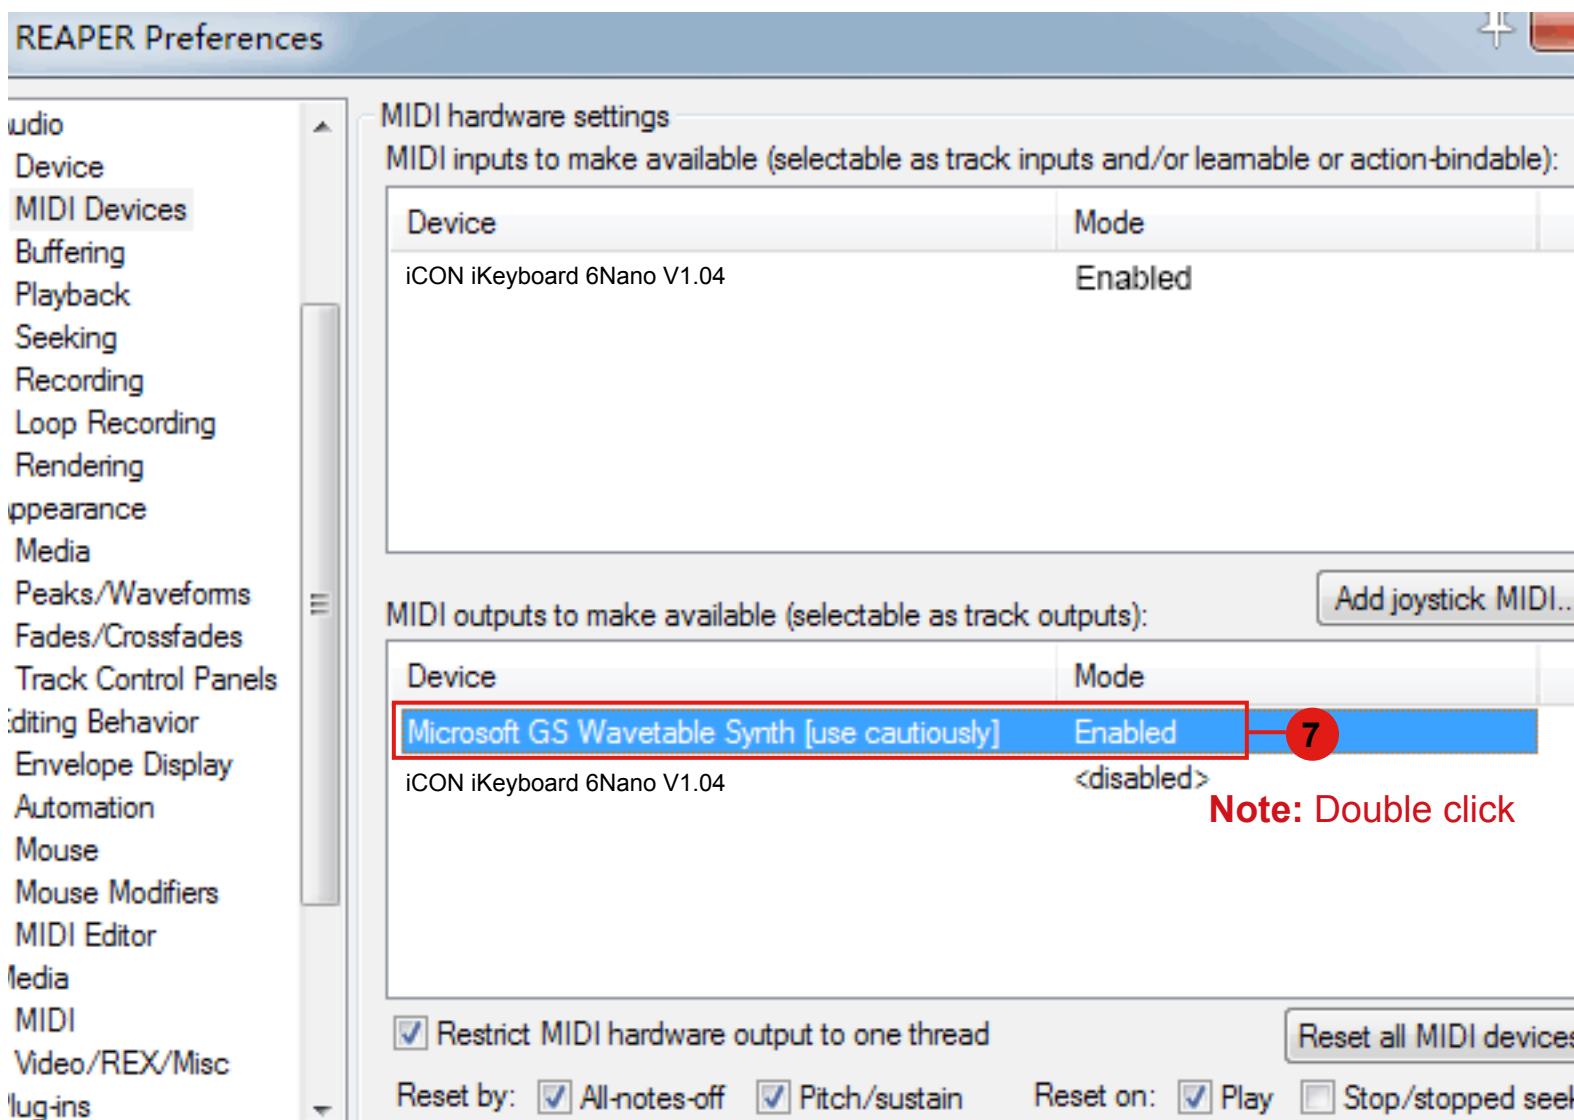 REAPER Preferences
udio
Device
MIDI Devices
Buffering
Playback
Seeking
Recording
Loop Recording
Rendering
ppearance
Media
Peaks/Waveforms
Fades/Crossfades
Track Control Panels
diting Behavior
Envelope Display
Automation
Mouse
Mouse Modifiers
MIDI Editor
Media
MIDI
Video/REX/Misc
lug-ins
MIDI hardware settings
MIDI inputs to make available (selectable as track inputs and/or learnable or action-bindable):
Device Mode
iCON iKeyboard 6Nano V1.04 Enabled
Add joystick MIDI...
MIDI outputs to make available (selectable as track outputs):
Device Mode
Microsoft GS Wavetable Synth [use cautiously] Enabled 7
iCON iKeyboard 6Nano V1.04 <disabled>
Note: Double click
Restrict MIDI hardware output to one thread
Reset all MIDI devices
Reset by: All-notes-off Pitch/sustain Reset on: Play Stop/stopped seek